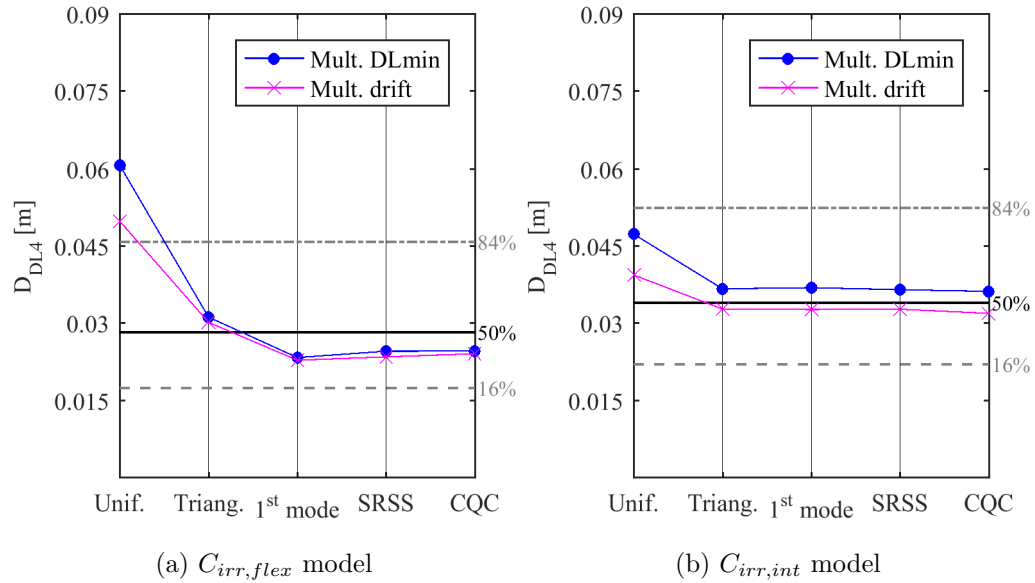 0.09
0.075
0.06
0.045
0.03
0.015
D_DL4 [m]
Mult. DLmin
Mult. drift
84%
50%
16%
Unif. Triang. 1st mode SRSS CQC
(a) C_irr,flex model
0.09
0.075
0.06
0.045
0.03
0.015
D_DL4 [m]
Mult. DLmin
Mult. drift
84%
50%
16%
Unif. Triang. 1st mode SRSS CQC
(b) C_irr,int model